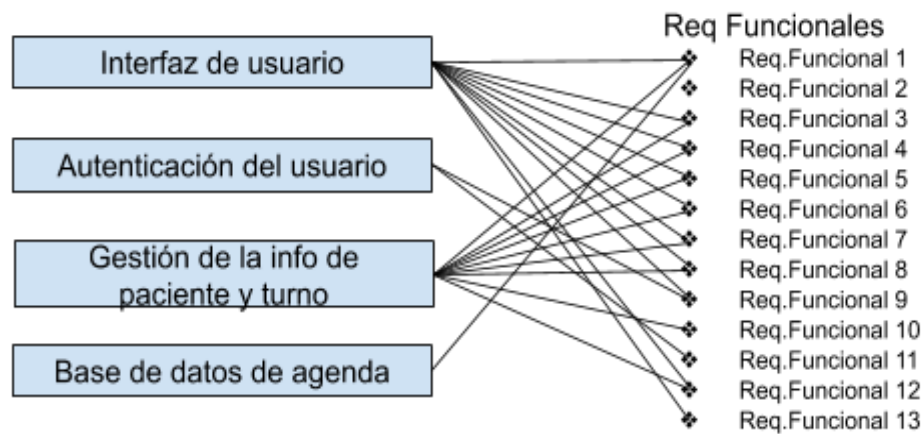 Req Funcionales
Interfaz de usuario
Autenticación del usuario
Gestión de la info de
paciente y turno
Base de datos de agenda
Req.Funcional 1
Req.Funcional 2
Req.Funcional 3
Req.Funcional 4
Req.Funcional 5
Req.Funcional 6
Req.Funcional 7
Req.Funcional 8
Req.Funcional 9
Req.Funcional 10
Req.Funcional 11
Req.Funcional 12
Req.Funcional 13